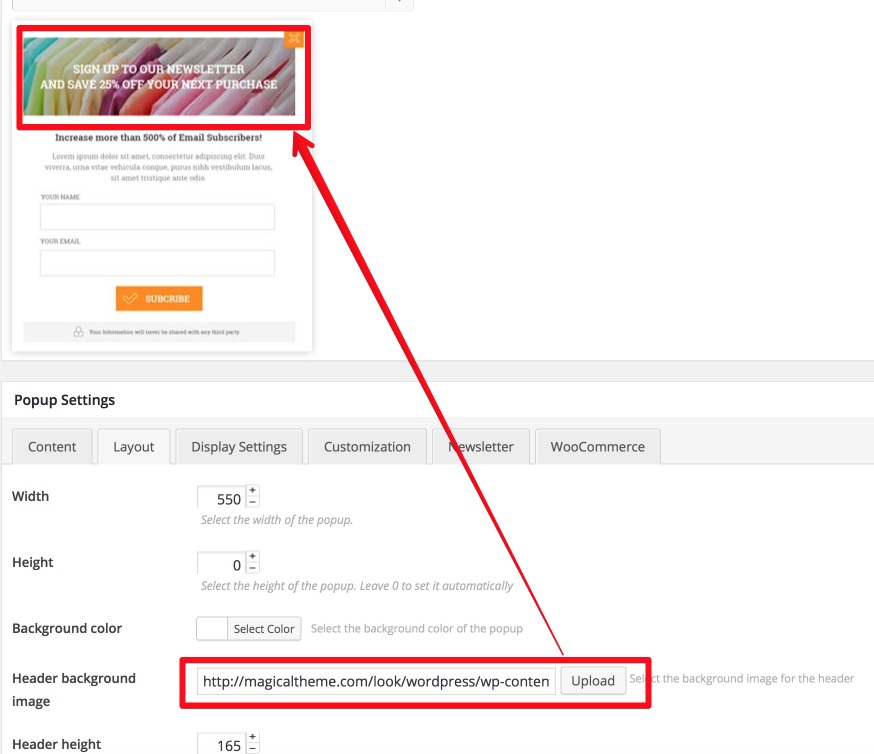 SIGN UP TO OUR NEWSLETTER
AND SAVE 25% OFF YOUR NEXT PURCHASE
Increase more than 500% of Email Subscribers!
Lorem ipsum dolor sit amet, consectetur adipiscing elit. Duis
viverra, urna vitae vehicula congue, purus nibh vestibulum lacus,
sit amet tristique ante odio.
YOUR NAME
YOUR EMAIL
SUBCRIBE
Your Information will never be shared with any third party.
Popup Settings
Content Layout Display Settings Customization Newsletter WooCommerce
Width 550 + −
Select the width of the popup.
Height 0 + −
Select the height of the popup. Leave 0 to set it automatically
Background color Select Color Select the background color of the popup
Header background http://magicaltheme.com/look/wordpress/wp-conten Upload Select the background image for the header
image
Header height 165 + −